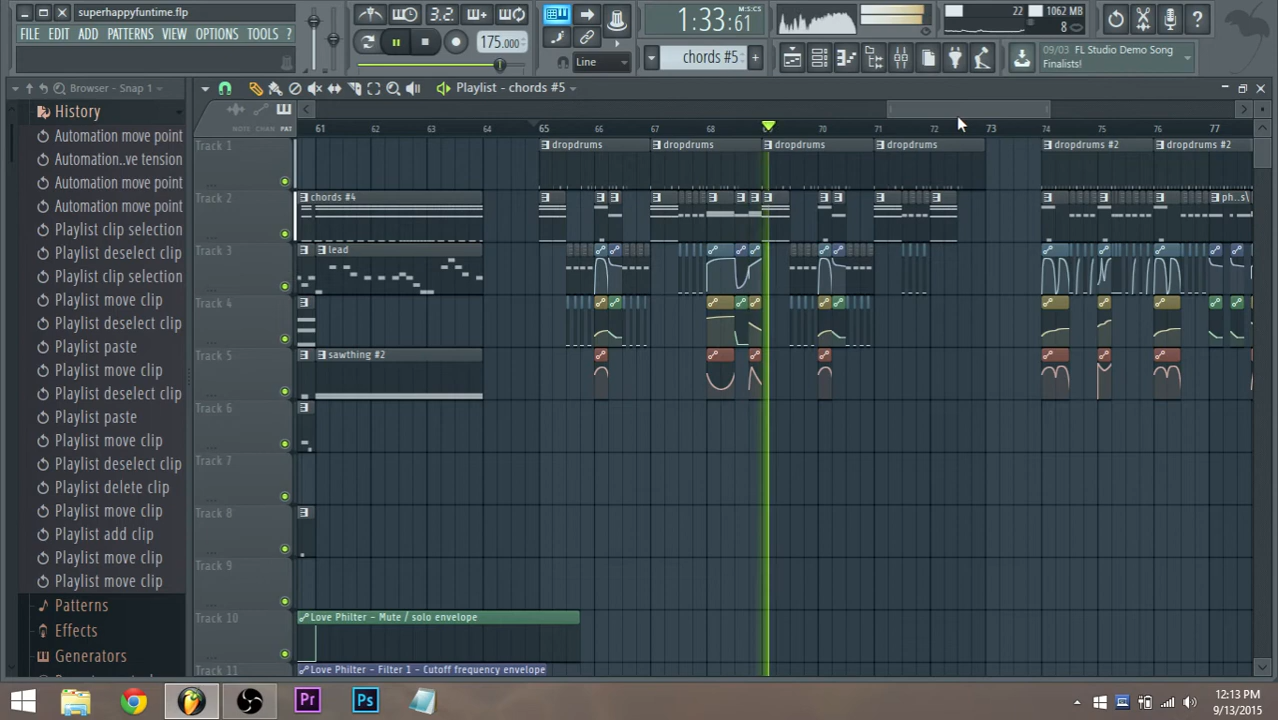 superhappyfuntime.flp
FILE EDIT ADD PATTERNS VIEW OPTIONS TOOLS ?
3.2.
175.000
Line
1:33:61
M:S:CS
chords #5
22
1062 MB
8
09/03 FL Studio Demo Song
Finalists!
Browser - Snap 1
Playlist - chords #5
NOTE CHAN PAT
61 62 63 64 65 66 67 68 69 70 71 72 73 74 75 76 77
History
Automation move point
Automation..ve tension
Automation move point
Automation move point
Playlist clip selection
Playlist deselect clip
Playlist clip selection
Playlist move clip
Playlist deselect clip
Playlist paste
Playlist move clip
Playlist deselect clip
Playlist paste
Playlist move clip
Playlist deselect clip
Playlist delete clip
Playlist move clip
Playlist add clip
Playlist move clip
Playlist move clip
Patterns
Effects
Generators
Track 1
dropdrums dropdrums dropdrums dropdrums dropdrums #2 dropdrums #2
Track 2
chords #4
ph..s\
Track 3
lead
Track 4
Track 5
sawthing #2
Track 6
Track 7
Track 8
Track 9
Track 10
Love Philter - Mute / solo envelope
Track 11
Love Philter - Filter 1 - Cutoff frequency envelope
Pr
Ps
12:13 PM
9/13/2015